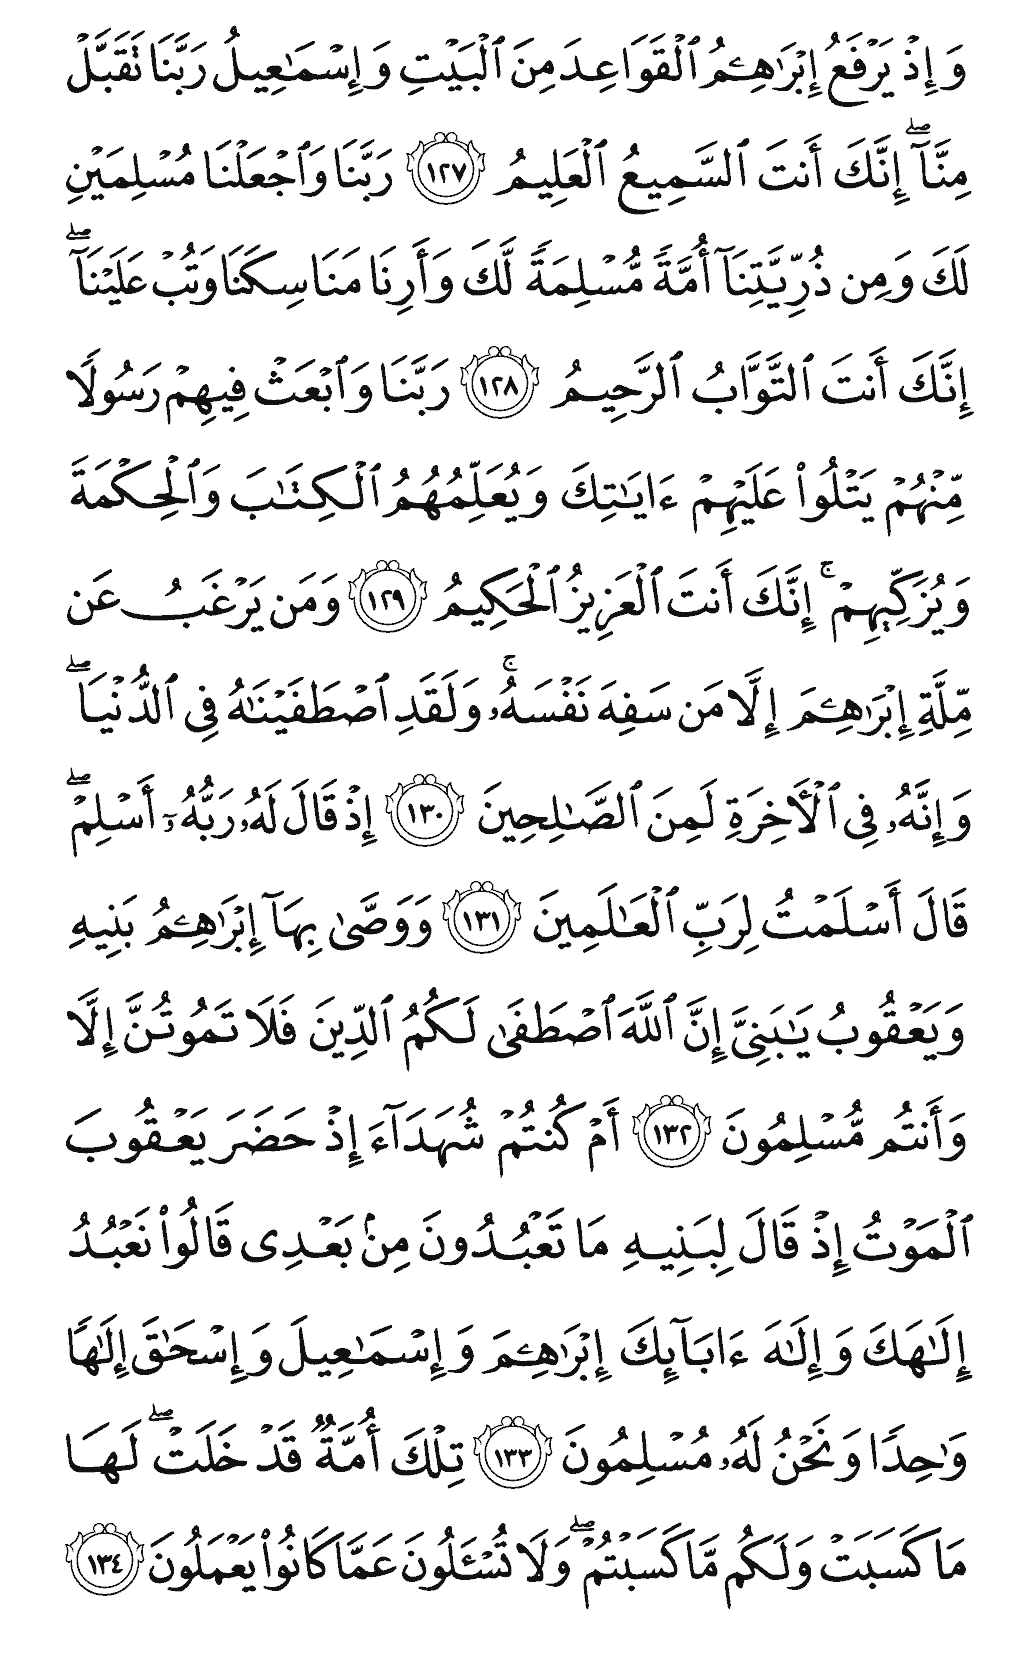 وَإِذْ يَرْفَعُ إِبْرَٰهِـۧمُ ٱلْقَوَاعِدَ مِنَ ٱلْبَيْتِ وَإِسْمَـٰعِيلُ رَبَّنَا تَقَبَّلْ
مِنَّآ ۖ إِنَّكَ أَنتَ ٱلسَّمِيعُ ٱلْعَلِيمُ ١٢٧ رَبَّنَا وَٱجْعَلْنَا مُسْلِمَيْنِ
لَكَ وَمِن ذُرِّيَّتِنَآ أُمَّةً مُّسْلِمَةً لَّكَ وَأَرِنَا مَنَاسِكَنَا وَتُبْ عَلَيْنَآ ۖ
إِنَّكَ أَنتَ ٱلتَّوَّابُ ٱلرَّحِيمُ ١٢٨ رَبَّنَا وَٱبْعَثْ فِيهِمْ رَسُولًا
مِّنْهُمْ يَتْلُوا۟ عَلَيْهِمْ ءَايَـٰتِكَ وَيُعَلِّمُهُمُ ٱلْكِتَـٰبَ وَٱلْحِكْمَةَ
وَيُزَكِّيهِمْ ۚ إِنَّكَ أَنتَ ٱلْعَزِيزُ ٱلْحَكِيمُ ١٢٩ وَمَن يَرْغَبُ عَن
مِّلَّةِ إِبْرَٰهِـۧمَ إِلَّا مَن سَفِهَ نَفْسَهُۥ ۚ وَلَقَدِ ٱصْطَفَيْنَـٰهُ فِى ٱلدُّنْيَا ۖ
وَإِنَّهُۥ فِى ٱلْـَٔاخِرَةِ لَمِنَ ٱلصَّـٰلِحِينَ ١٣٠ إِذْ قَالَ لَهُۥ رَبُّهُۥٓ أَسْلِمْ ۖ
قَالَ أَسْلَمْتُ لِرَبِّ ٱلْعَـٰلَمِينَ ١٣١ وَوَصَّىٰ بِهَآ إِبْرَٰهِـۧمُ بَنِيهِ
وَيَعْقُوبُ يَـٰبَنِىَّ إِنَّ ٱللَّهَ ٱصْطَفَىٰ لَكُمُ ٱلدِّينَ فَلَا تَمُوتُنَّ إِلَّا
وَأَنتُم مُّسْلِمُونَ ١٣٢ أَمْ كُنتُمْ شُهَدَآءَ إِذْ حَضَرَ يَعْقُوبَ
ٱلْمَوْتُ إِذْ قَالَ لِبَنِيهِ مَا تَعْبُدُونَ مِنۢ بَعْدِى قَالُوا۟ نَعْبُدُ
إِلَـٰهَكَ وَإِلَـٰهَ ءَابَآئِكَ إِبْرَٰهِـۧمَ وَإِسْمَـٰعِيلَ وَإِسْحَـٰقَ إِلَـٰهًا
وَٰحِدًا وَنَحْنُ لَهُۥ مُسْلِمُونَ ١٣٣ تِلْكَ أُمَّةٌ قَدْ خَلَتْ ۖ لَهَا
مَا كَسَبَتْ وَلَكُم مَّا كَسَبْتُمْ ۖ وَلَا تُسْـَٔلُونَ عَمَّا كَانُوا۟ يَعْمَلُونَ ١٣٤